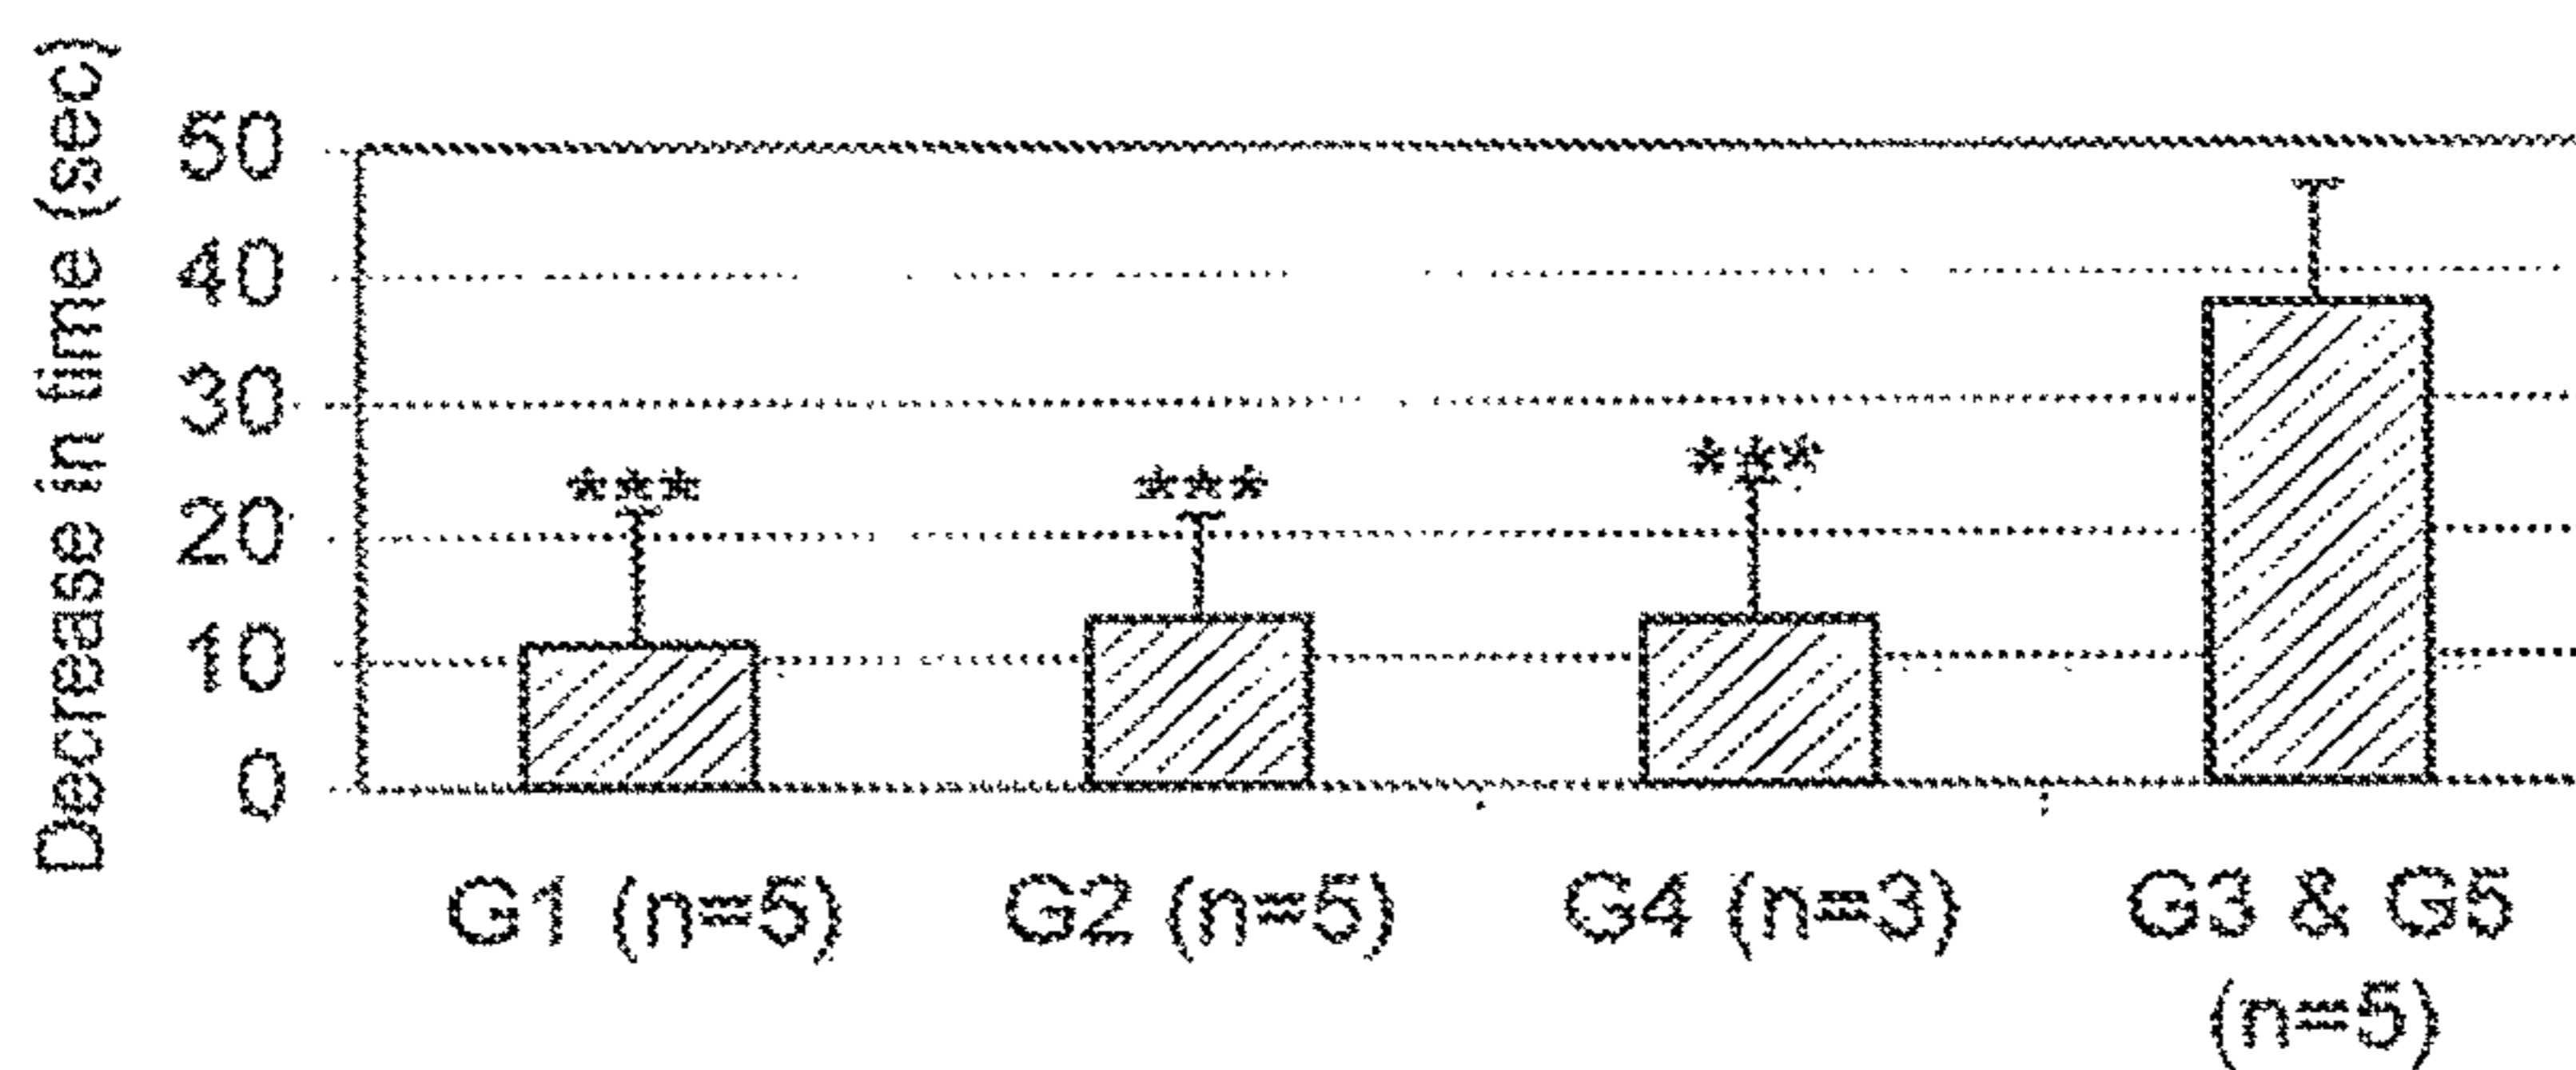 Decrease in time (sec)
50
40
30
20
10
0
***
***
***
G1 (n=5)
G2 (n=5)
G4 (n=3)
G3 & G5
(n=5)